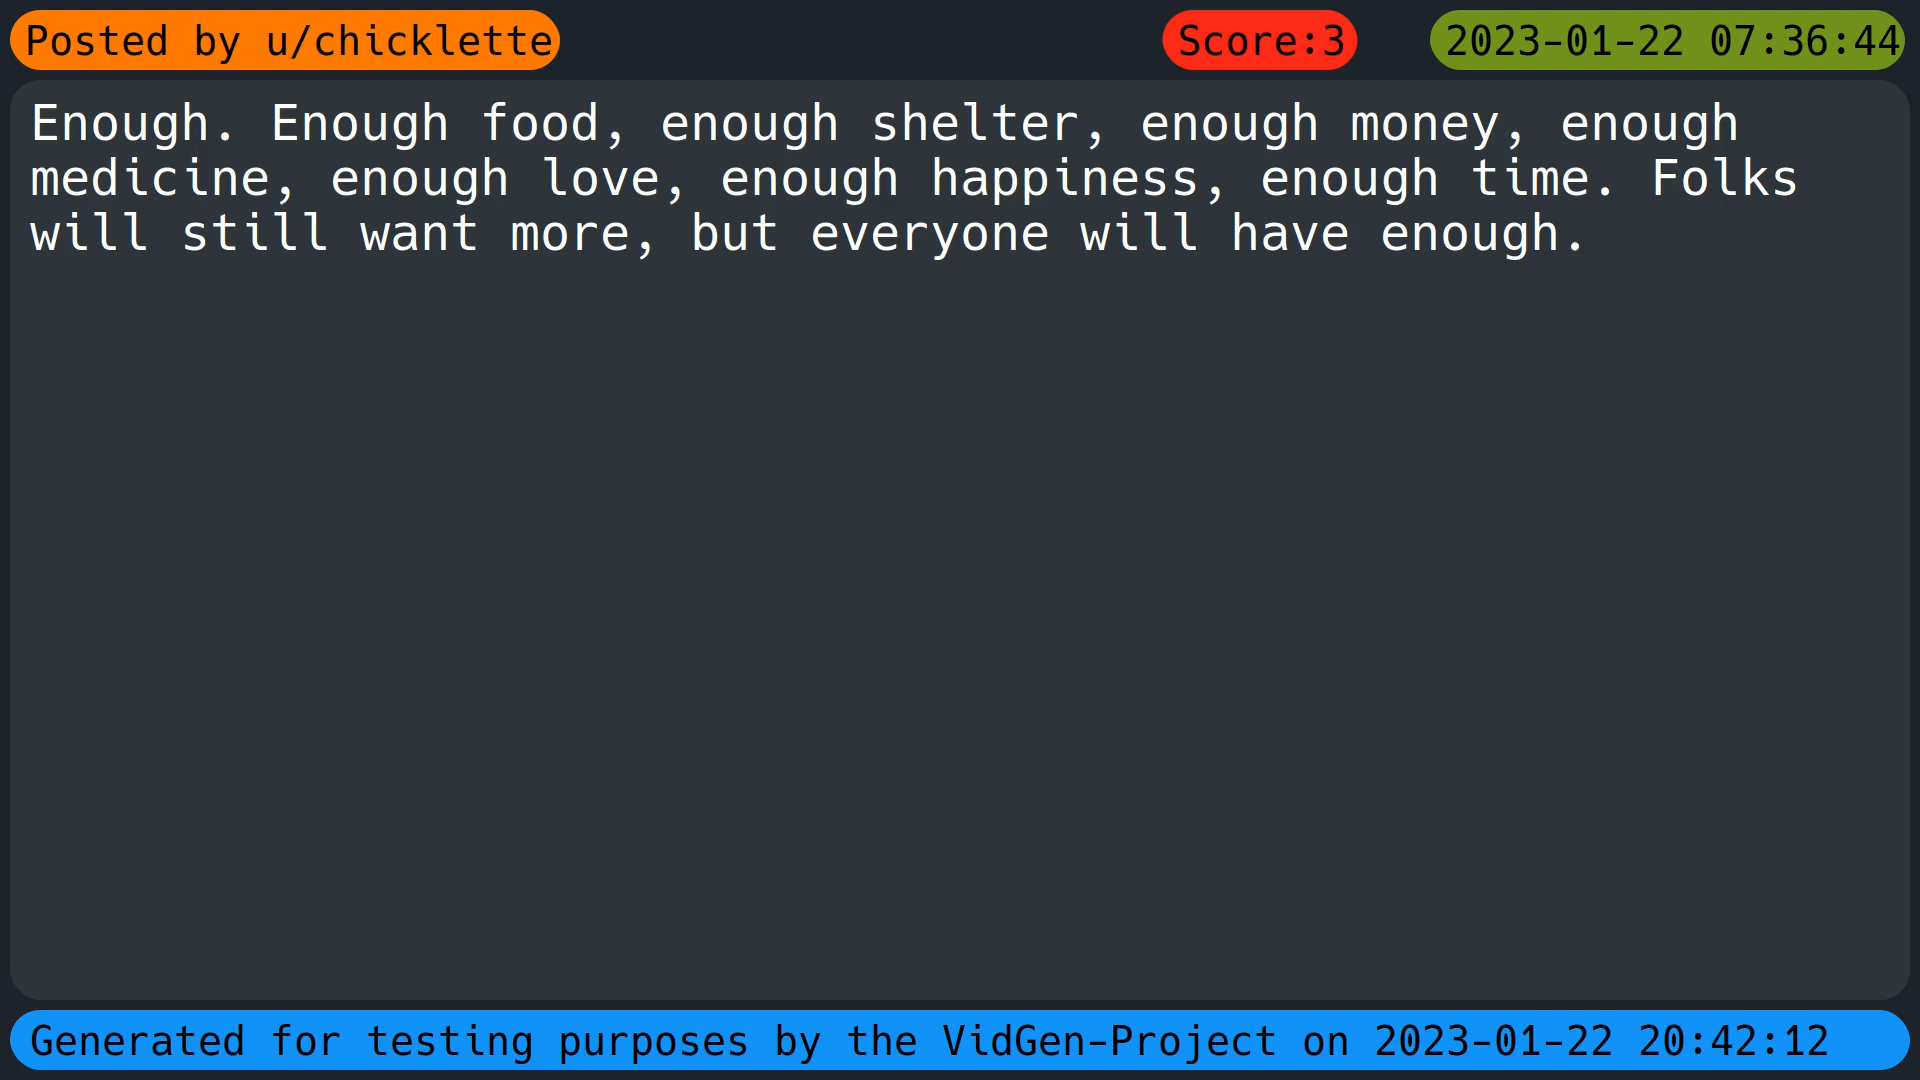 Posted by u/chicklette
Score:3
2023-01-22 07:36:44
Enough. Enough food, enough shelter, enough money, enough
medicine, enough love, enough happiness, enough time. Folks
will still want more, but everyone will have enough.
Generated for testing purposes by the VidGen-Project on 2023-01-22 20:42:12